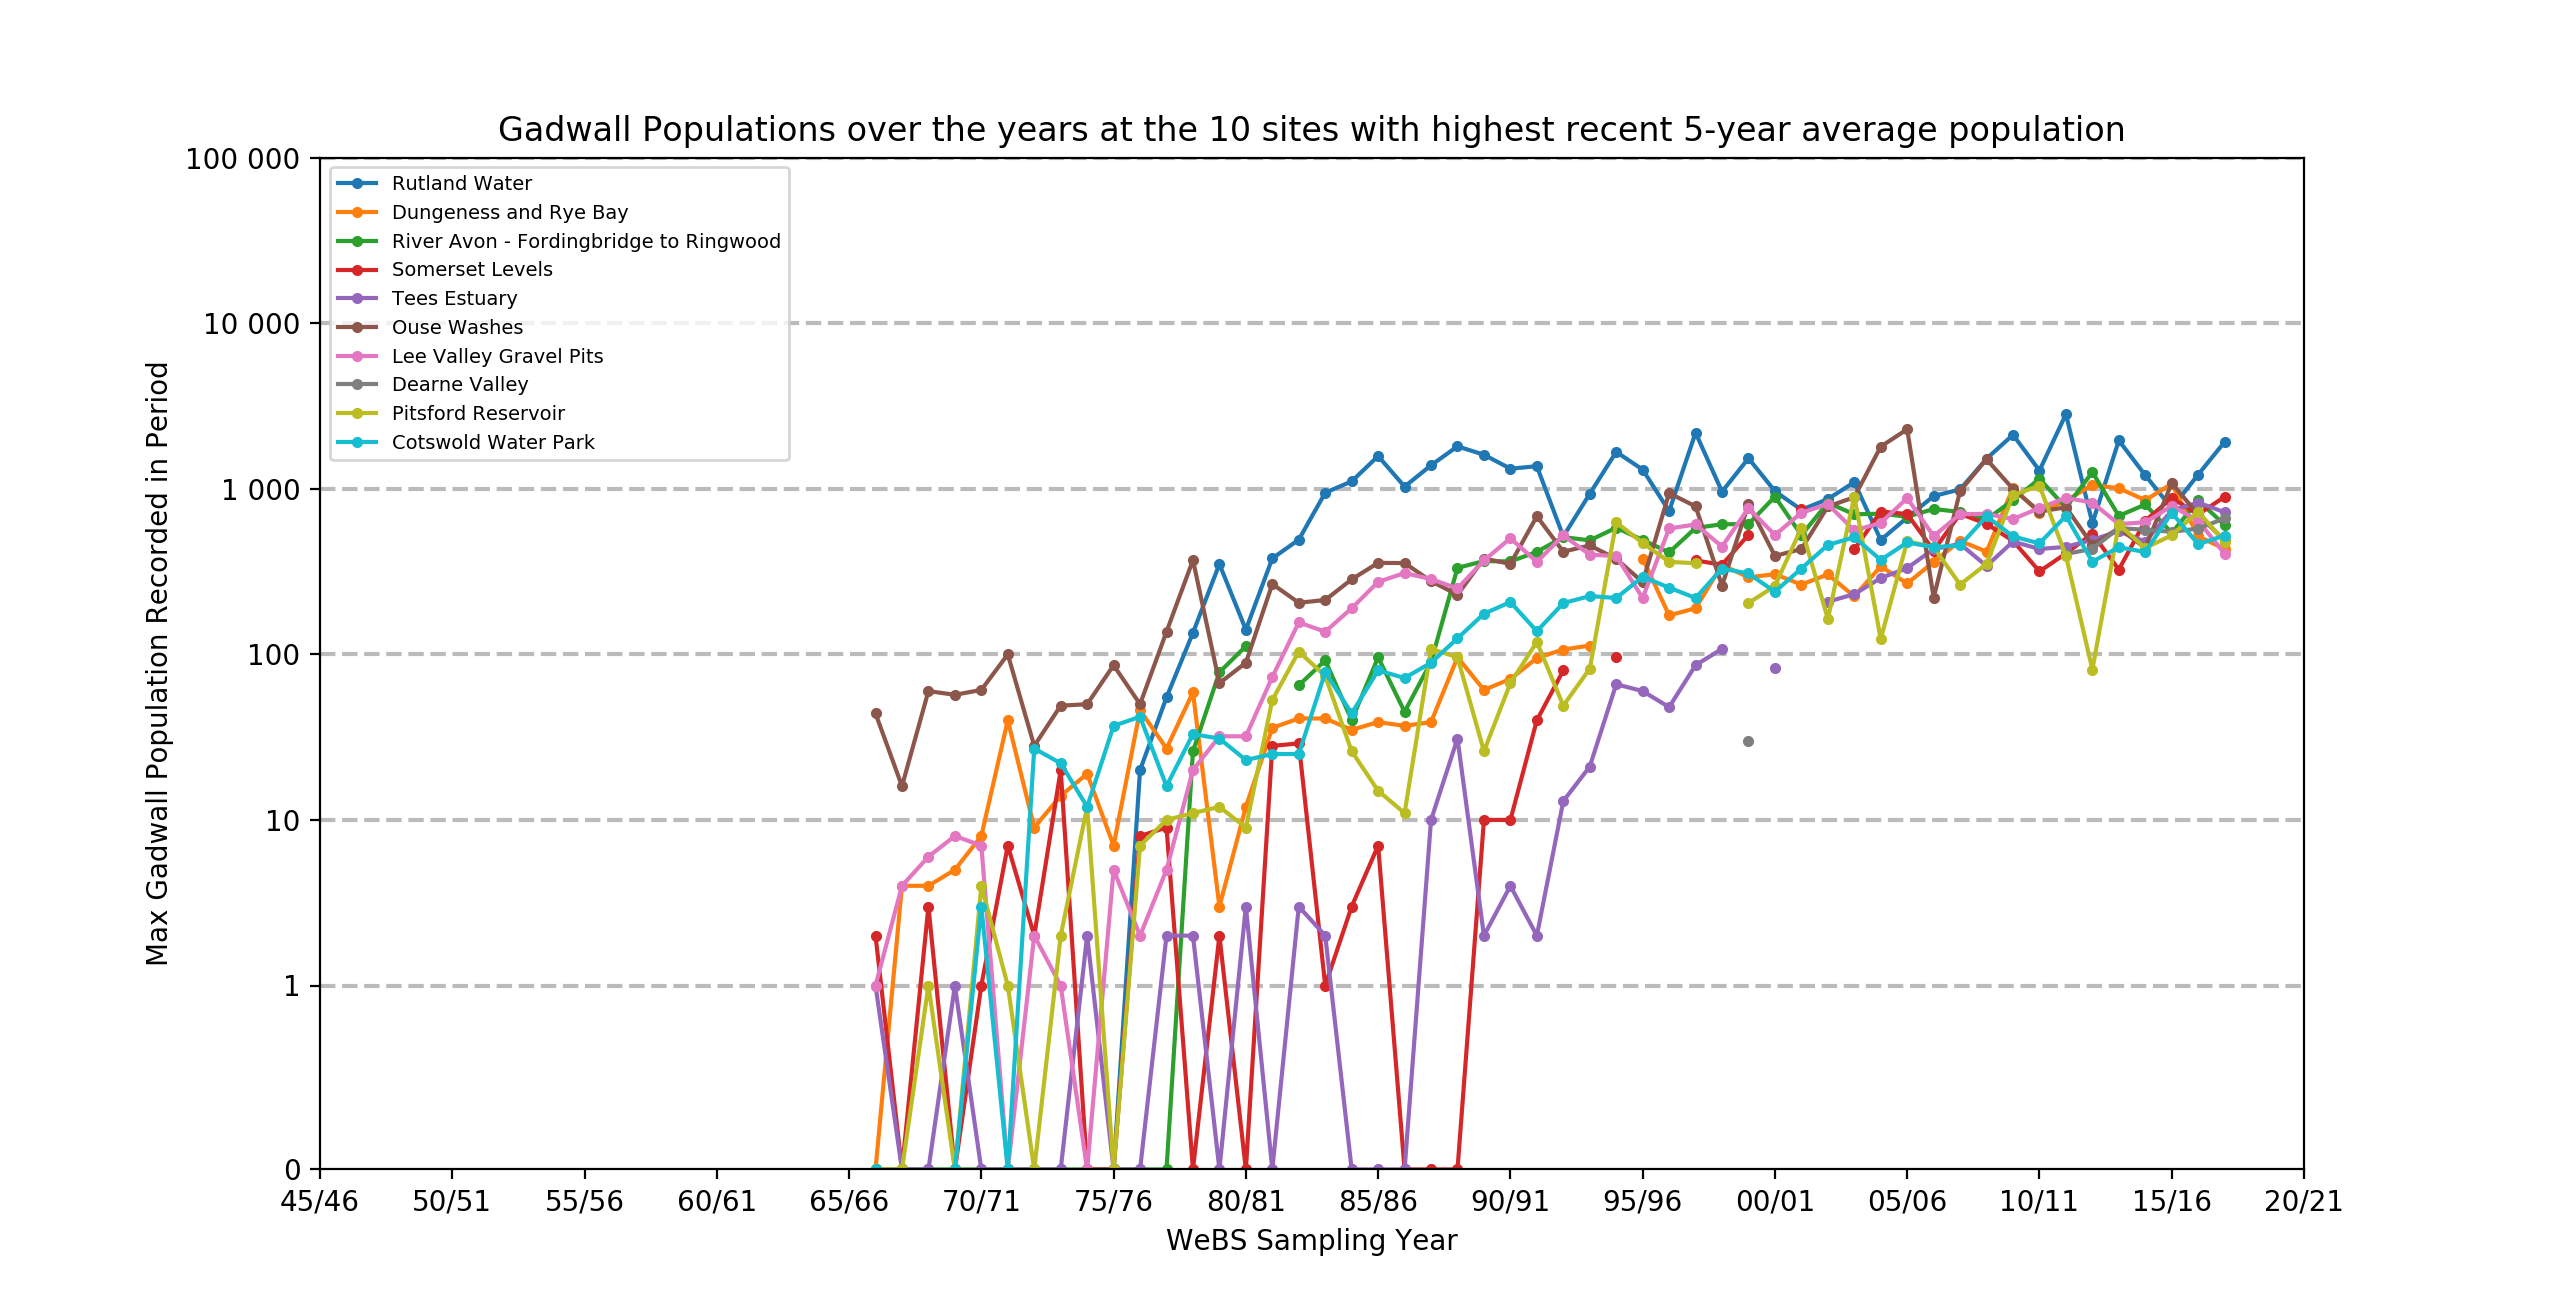 Gadwall Populations over the years at the 10 sites with highest recent 5-year average population
100 000
10 000
1 000
100
10
1
0
Max Gadwall Population Recorded in Period
Rutland Water
Dungeness and Rye Bay
River Avon - Fordingbridge to Ringwood
Somerset Levels
Tees Estuary
Ouse Washes
Lee Valley Gravel Pits
Dearne Valley
Pitsford Reservoir
Cotswold Water Park
45/46 50/51 55/56 60/61 65/66 70/71 75/76 80/81 85/86 90/91 95/96 00/01 05/06 10/11 15/16 20/21
WeBS Sampling Year